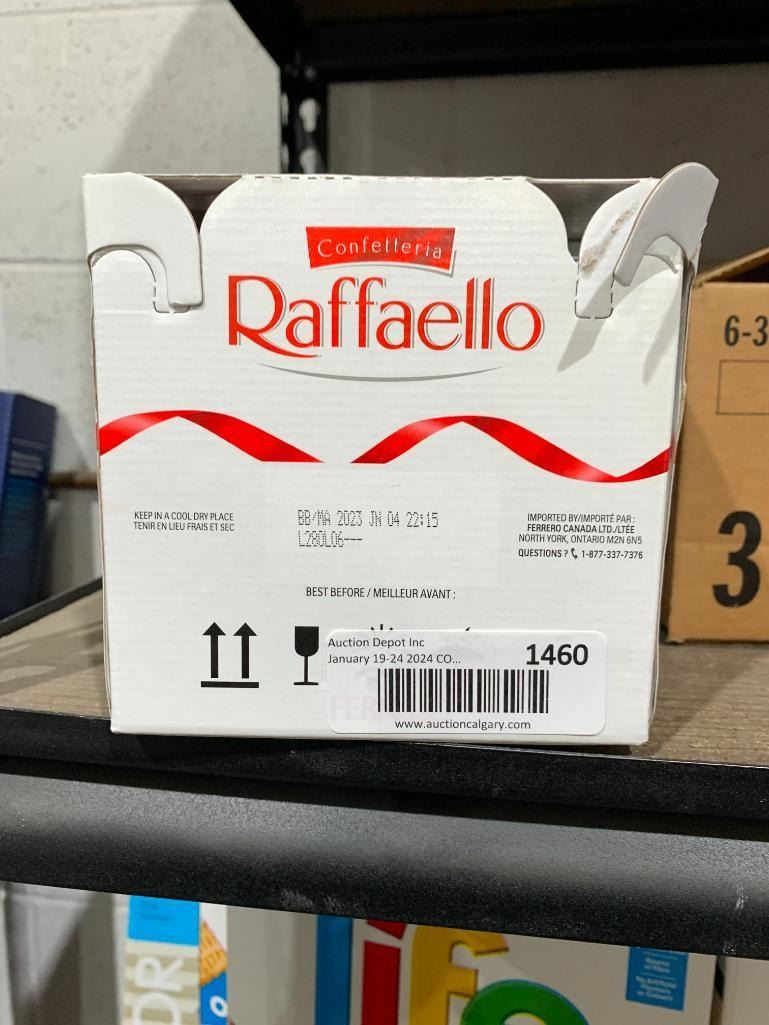 Confetteria
Raffaello
KEEP IN A COOL DRY PLACE
TENIR EN LIEU FRAIS ET SEC
BB/MA 2023 JN 04 22:15
L280L06---
IMPORTED BY/IMPORTÉ PAR :
FERRERO CANADA LTD./LTÉE
NORTH YORK, ONTARIO M2N 6N5
QUESTIONS ? 1-877-337-7376
BEST BEFORE / MEILLEUR AVANT :
Auction Depot Inc
January 19-24 2024 CO...
1460
www.auctioncalgary.com
6-3
3
DR